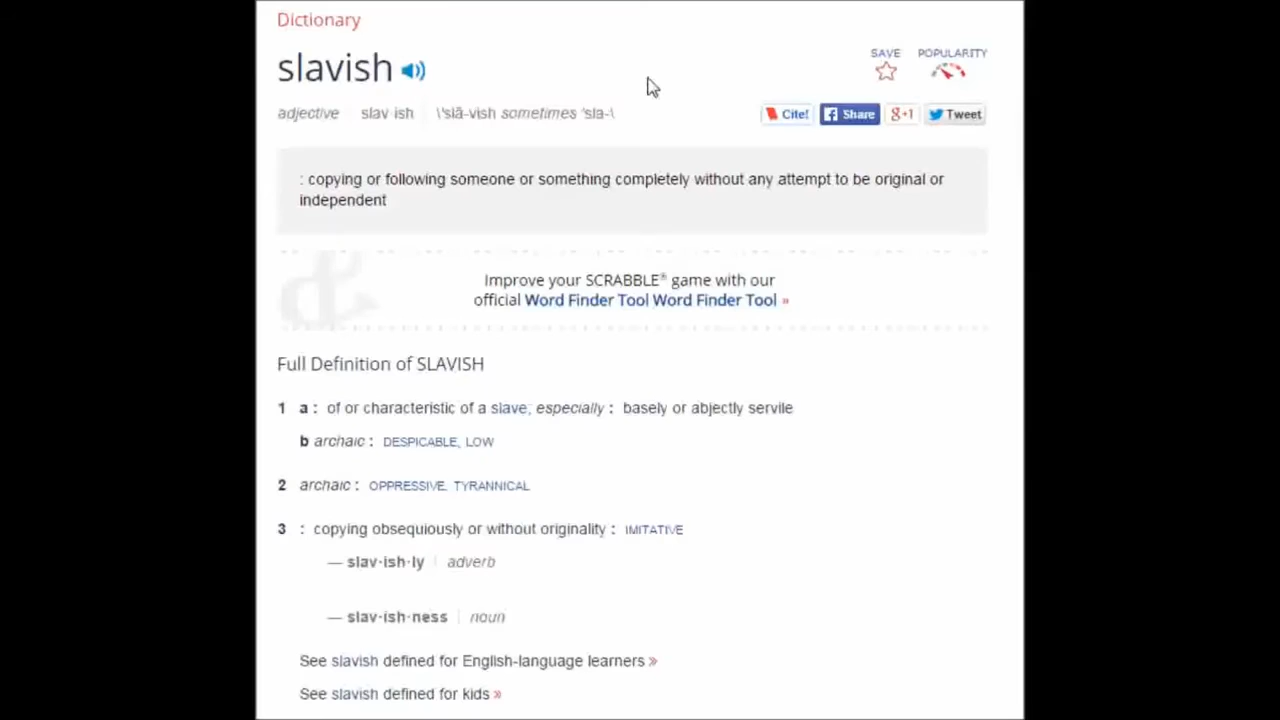 Dictionary
slavish
SAVE POPULARITY
adjective slav·ish \'slā-vish sometimes 'sla-\
Cite! Share g+1 Tweet
: copying or following someone or something completely without any attempt to be original or
independent
Improve your SCRABBLE® game with our
official Word Finder Tool Word Finder Tool »
Full Definition of SLAVISH
1 a : of or characteristic of a slave; especially : basely or abjectly servile
b archaic : DESPICABLE, LOW
2 archaic : OPPRESSIVE, TYRANNICAL
3 : copying obsequiously or without originality : IMITATIVE
— slav·ish·ly adverb
— slav·ish·ness noun
See slavish defined for English-language learners »
See slavish defined for kids »